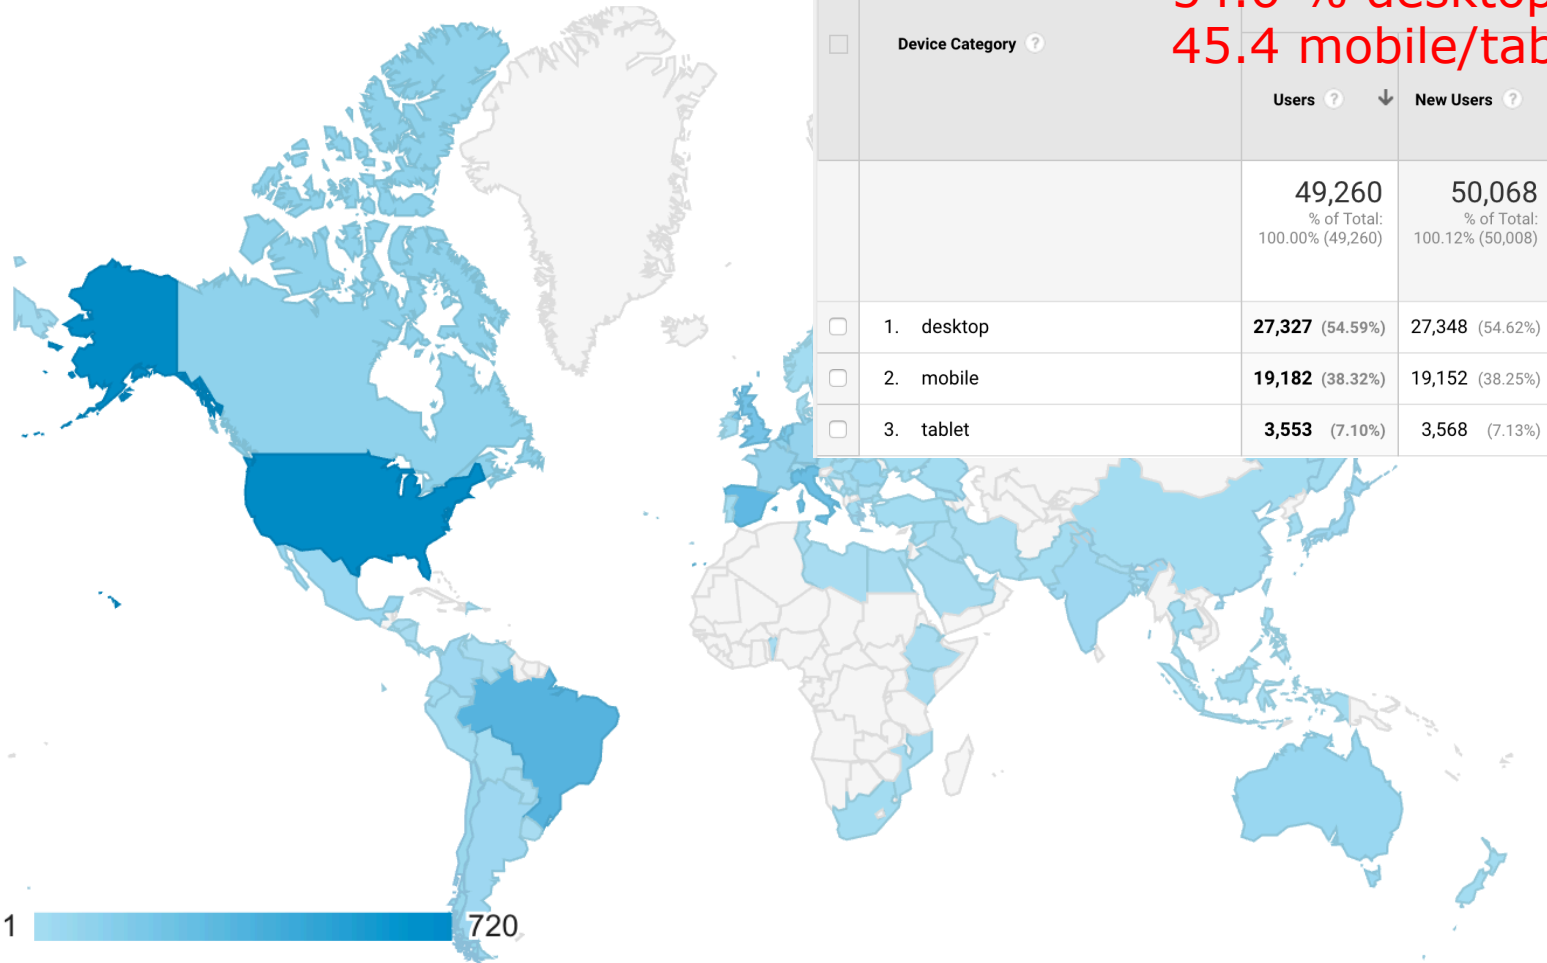 45.4 mobile/tab
Device Category ?
Users ? New Users ?
49,260 50,068
% of Total: % of Total:
100.00% (49,260) 100.12% (50,008)
1. desktop 27,327 (54.59%) 27,348 (54.62%)
2. mobile 19,182 (38.32%) 19,152 (38.25%)
3. tablet 3,553 (7.10%) 3,568 (7.13%)
1 720